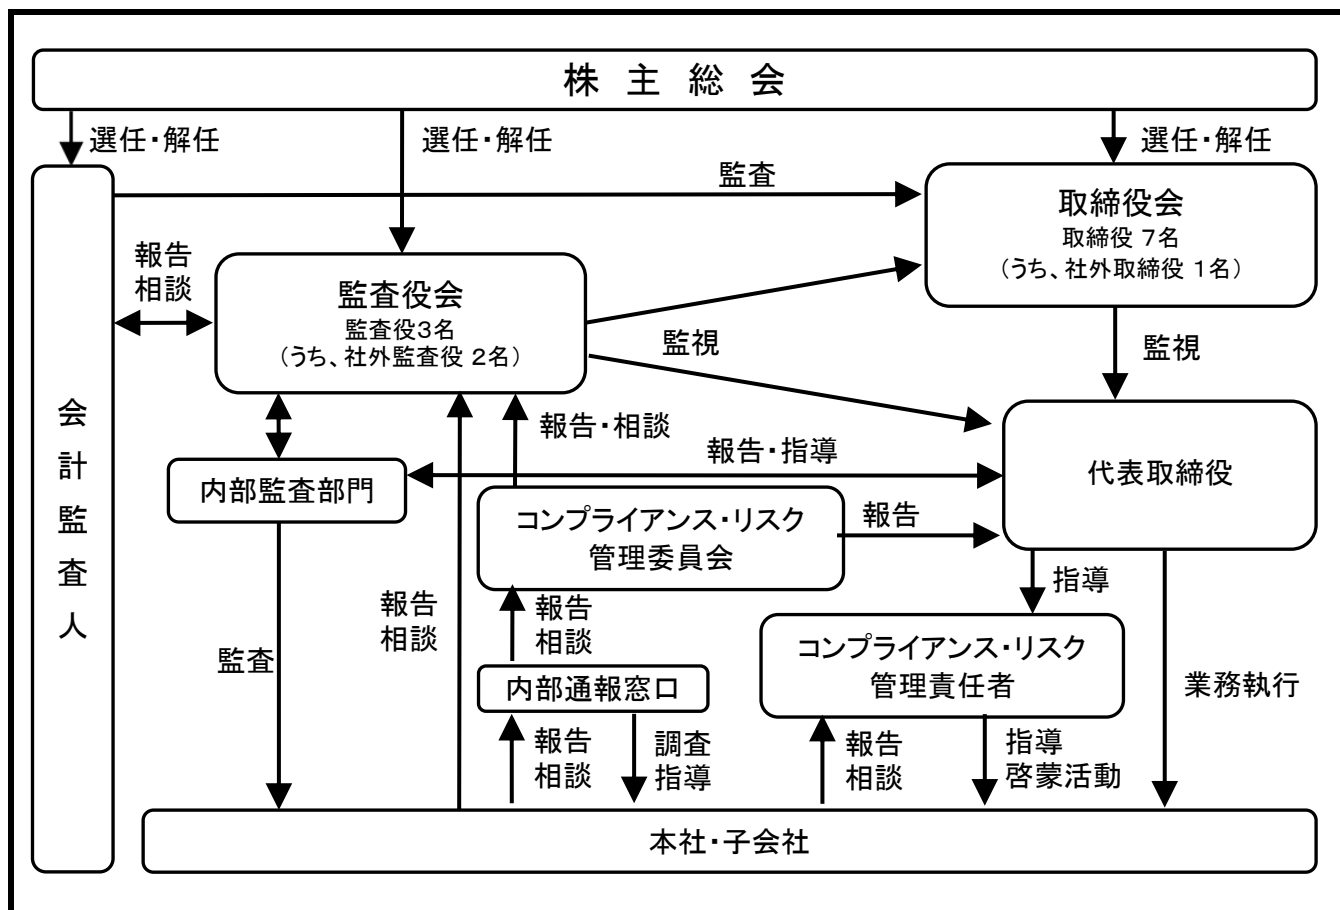 株主総会
選任・解任
選任・解任
選任・解任
監査
取締役会
取締役 7名
（うち、社外取締役 1名）
報告
相談
監査役会
監査役3名
（うち、社外監査役 2名）
監視
監視
会計監査人
報告・相談
報告・指導
代表取締役
内部監査部門
コンプライアンス・リスク
管理委員会
報告
指導
報告
相談
報告
相談
監査
コンプライアンス・リスク
管理責任者
内部通報窓口
業務執行
報告
相談
調査
指導
報告
相談
指導
啓蒙活動
本社・子会社